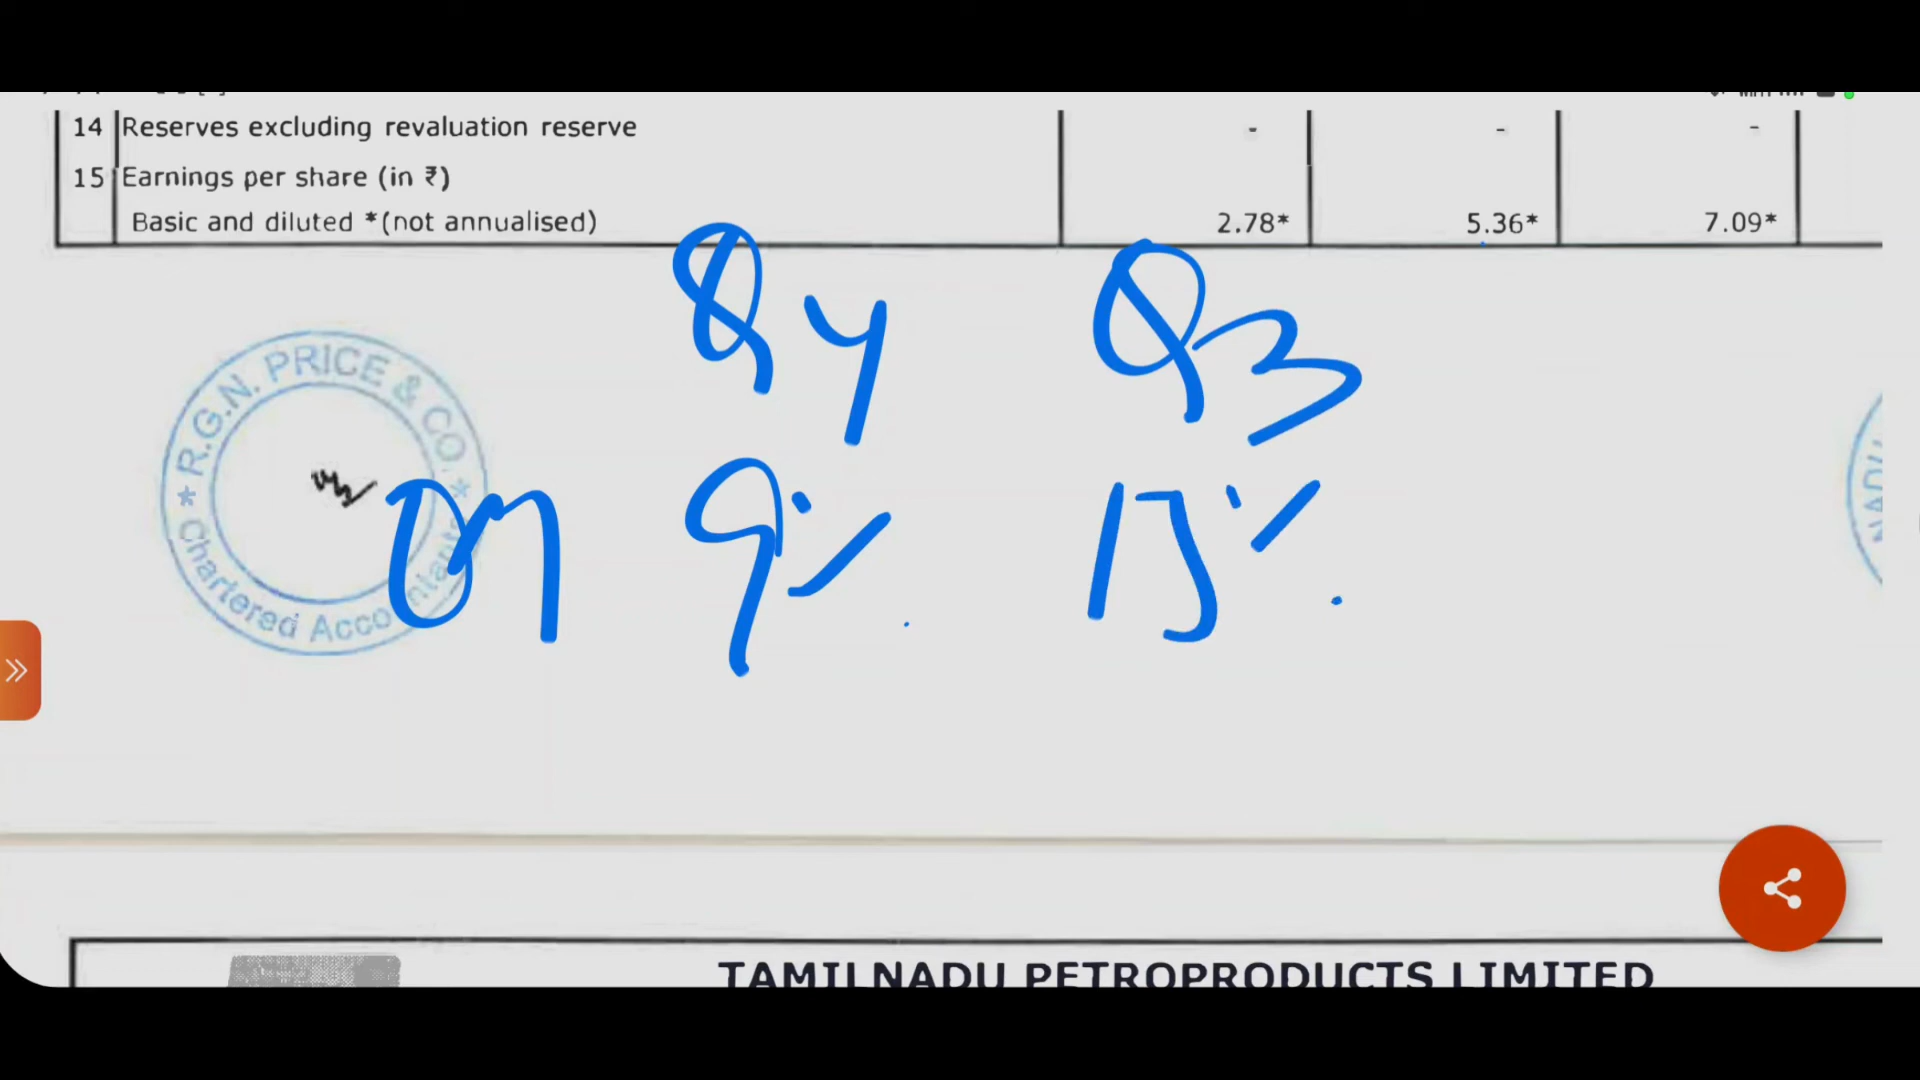 14 Reserves excluding revaluation reserve - - -
15 Earnings per share (in ₹)
Basic and diluted *(not annualised) 2.78* 5.36* 7.09*
Q4 Q3
OM 9% 15%
* R.G.N. PRICE & CO *
Chartered Accountants
TAMILNADU PETROPRODUCTS LIMITED